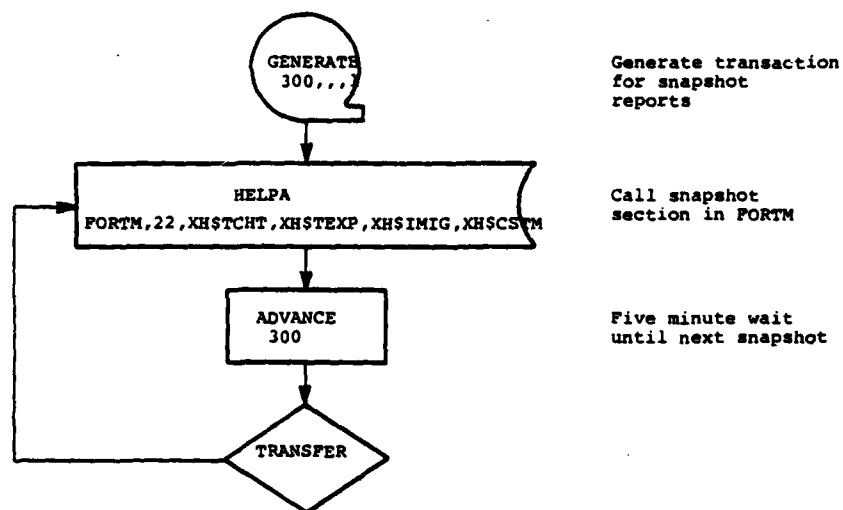 GENERATE
300,,,1
Generate transaction
for snapshot
reports
HELPA
FORTM,22,XH$TCHT,XH$TEXP,XH$IMIG,XH$CSTM
Call snapshot
section in FORTM
ADVANCE
300
Five minute wait
until next snapshot
TRANSFER